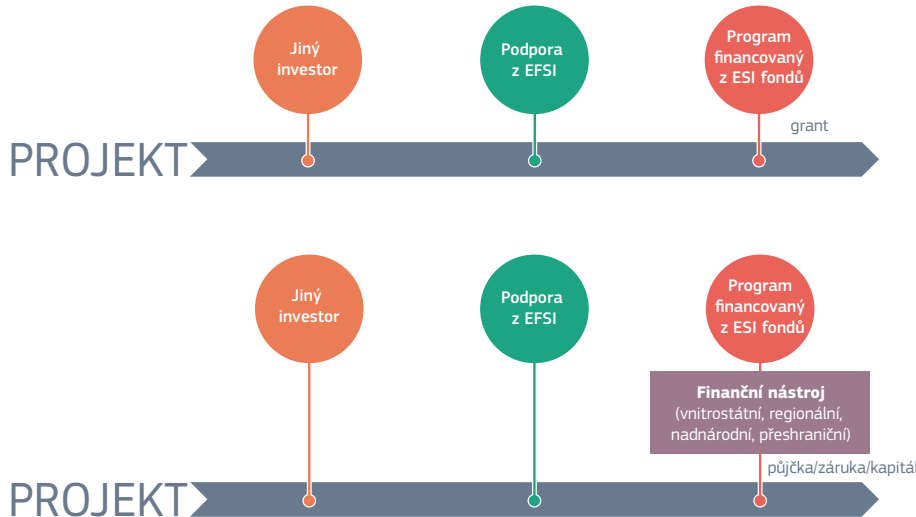 Jiný
investor
Podpora
z EFSI
Program
financovaný
z ESI fondů
grant
PROJEKT
Jiný
investor
Podpora
z EFSI
Program
financovaný
z ESI fondů
Finanční nástroj
(vnitrostátní, regionální,
nadnárodní, přeshraniční)
půjčka/záruka/kapitál
PROJEKT